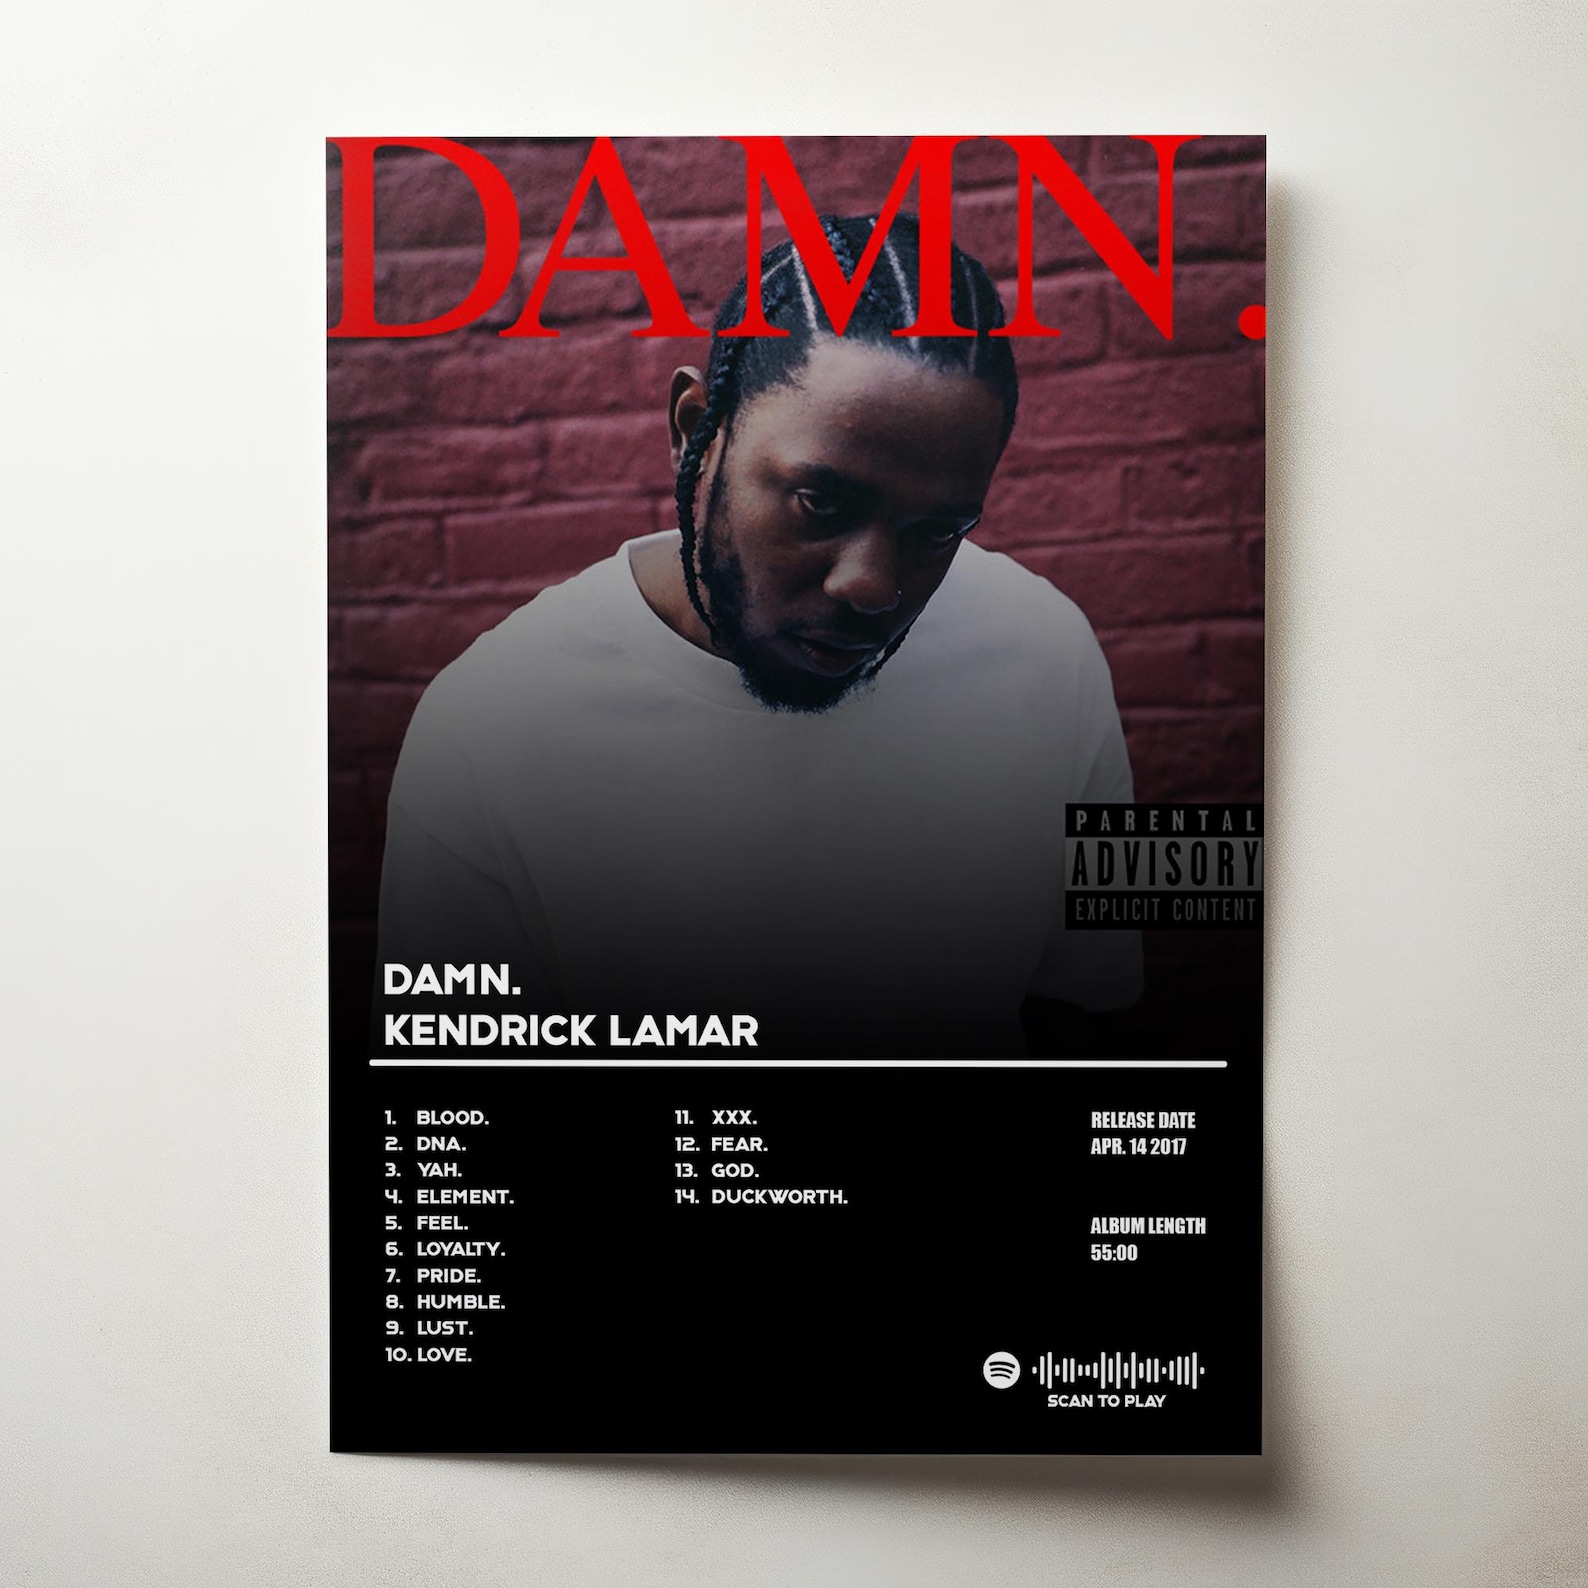 DAMN.
PARENTAL
ADVISORY
EXPLICIT CONTENT
DAMN.
KENDRICK LAMAR
1. BLOOD.
2. DNA.
3. YAH.
4. ELEMENT.
5. FEEL.
6. LOYALTY.
7. PRIDE.
8. HUMBLE.
9. LUST.
10. LOVE.
11. XXX.
12. FEAR.
13. GOD.
14. DUCKWORTH.
RELEASE DATE
APR. 14 2017
ALBUM LENGTH
55:00
SCAN TO PLAY